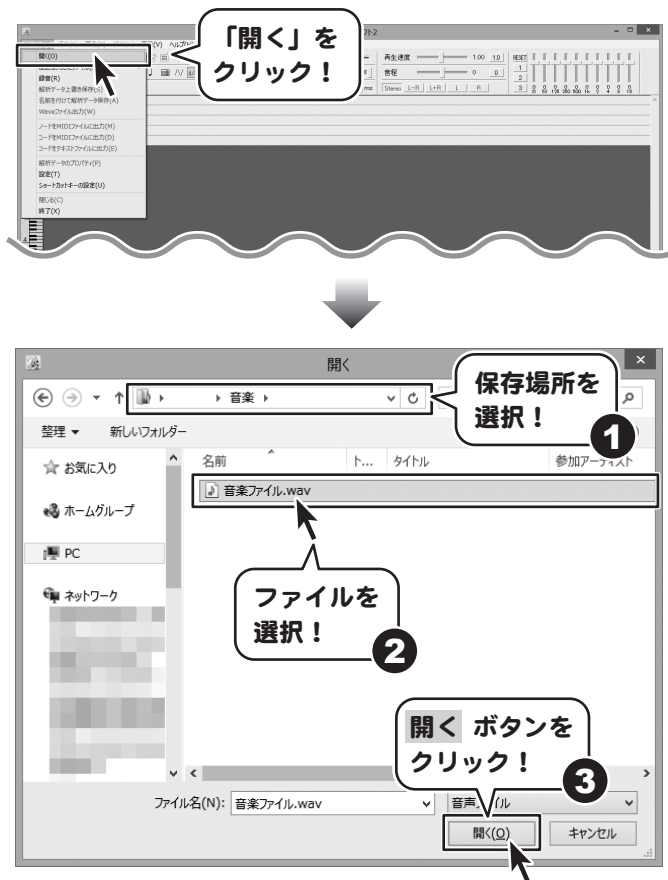 「開く」を
クリック！
フト2
開く(O)
録音(R)
解析データ上書き保存(S)
名前を付けて解析データ保存(A)
Waveファイル出力(W)
ノートをMIDIファイルに出力(M)
コードをMIDIファイルに出力(D)
コードをテキストファイルに出力(E)
解析データのプロパティ(P)
設定(T)
ショートカットキーの設定(U)
閉じる(C)
終了(X)
再生速度 1.00 1.0 RESET
音程 0 0
Stereo L-R L+R L R
1
2
3
4
開く
保存場所を
選択！
1
音楽
整理 新しいフォルダー
お気に入り
ホームグループ
PC
ネットワーク
名前 ト... タイトル 参加アーティスト
音楽ファイル.wav
ファイルを
選択！
2
開く ボタンを
クリック！
3
ファイル名(N): 音楽ファイル.wav
開く(O) キャンセル